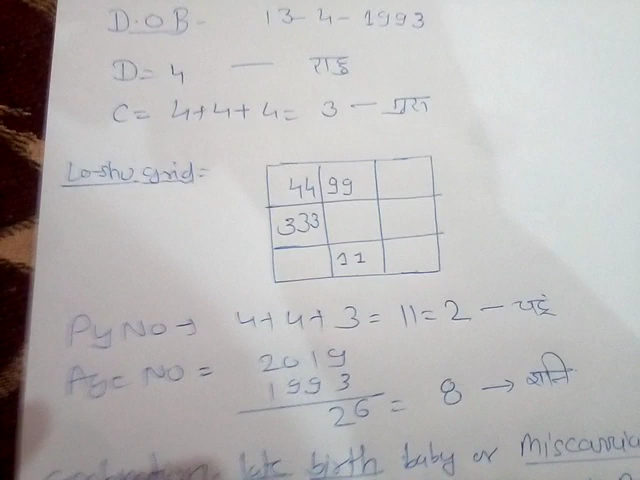 D.O.B- 13-4-1993
D= 4 — राहु
C= 4+4+4= 3 — गुरु
Lo-shu grid=
44 99
333
11
Py No → 4+4+3= 11=2 — चंद्र
Age No = 2019
1993
26= 8 → शनि
late birth baby or miscarria